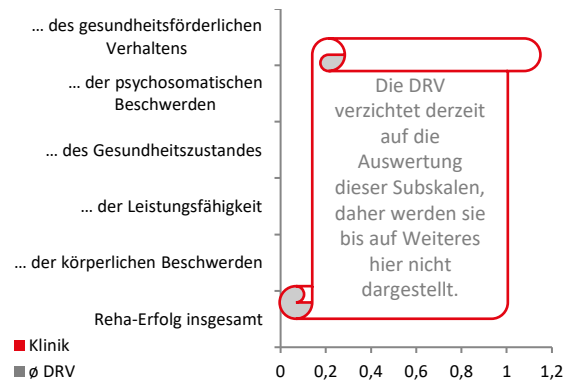 ... des gesundheitsförderlichen
Verhaltens
... der psychosomatischen
Beschwerden
... des Gesundheitszustandes
... der Leistungsfähigkeit
... der körperlichen Beschwerden
Reha-Erfolg insgesamt
Die DRV
verzichtet derzeit
auf die
Auswertung
dieser Subskalen,
daher werden sie
bis auf Weiteres
hier nicht
dargestellt.
Klinik
ø DRV
0 0,2 0,4 0,6 0,8 1 1,2